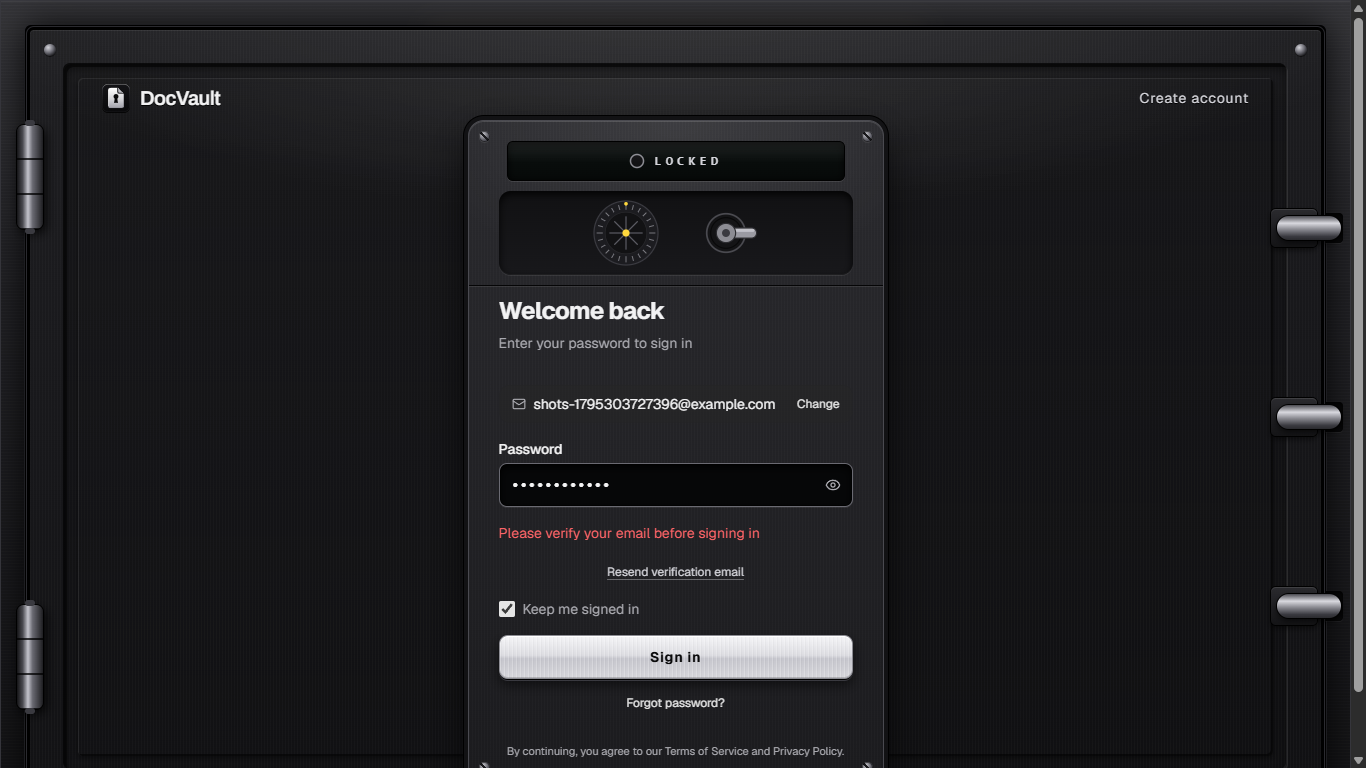 DocVault
Create account
LOCKED
Welcome back
Enter your password to sign in
shots-1795303727396@example.com Change
Password
••••••••••••
Please verify your email before signing in
Resend verification email
Keep me signed in
Sign in
Forgot password?
By continuing, you agree to our Terms of Service and Privacy Policy.